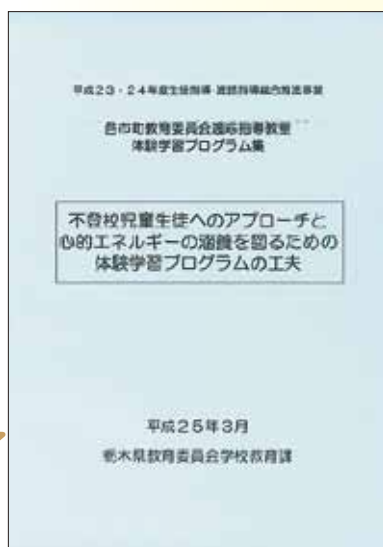 平成23・24年度生徒指導・進路指導総合推進事業
各市町教育委員会適応指導教室
体験学習プログラム集
不登校児童生徒へのアプローチと
心的エネルギーの涵養を図るための
体験学習プログラムの工夫
平成25年3月
栃木県教育委員会学校教育課